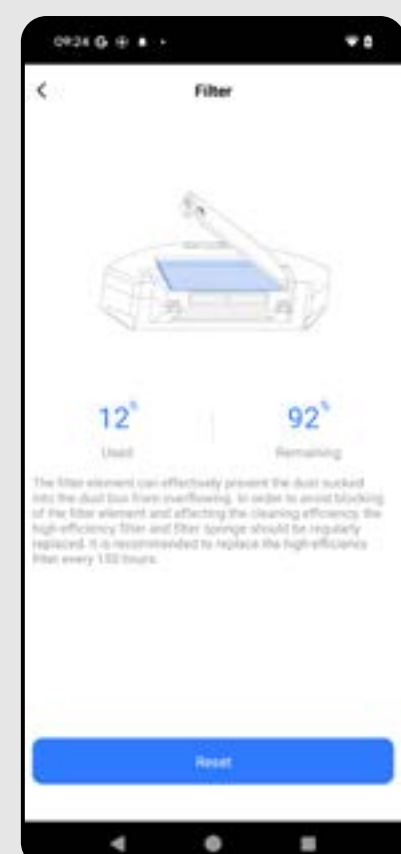 09:24 G
Filter
12%
92%
Used
Remaining
The filter element can effectively prevent the dust sucked
into the dust box from overflowing. In order to avoid blocking
of the filter element and affecting the cleaning efficiency, the
high-efficiency filter and filter sponge should be regularly
replaced. It is recommended to replace the high-efficiency
filter every 150 hours.
Reset